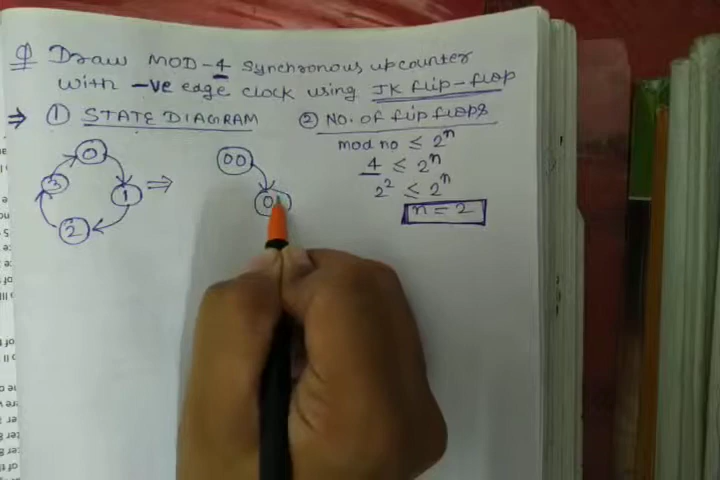 Q Draw MOD-4 synchronous upcounter
with -ve edge clock using JK flip-flop
⇒ ① STATE DIAGRAM ② NO. of flip flops
mod no ≤ 2ⁿ
4 ≤ 2ⁿ
2² ≤ 2ⁿ
n = 2
0
1
2
3
⇒
00
0